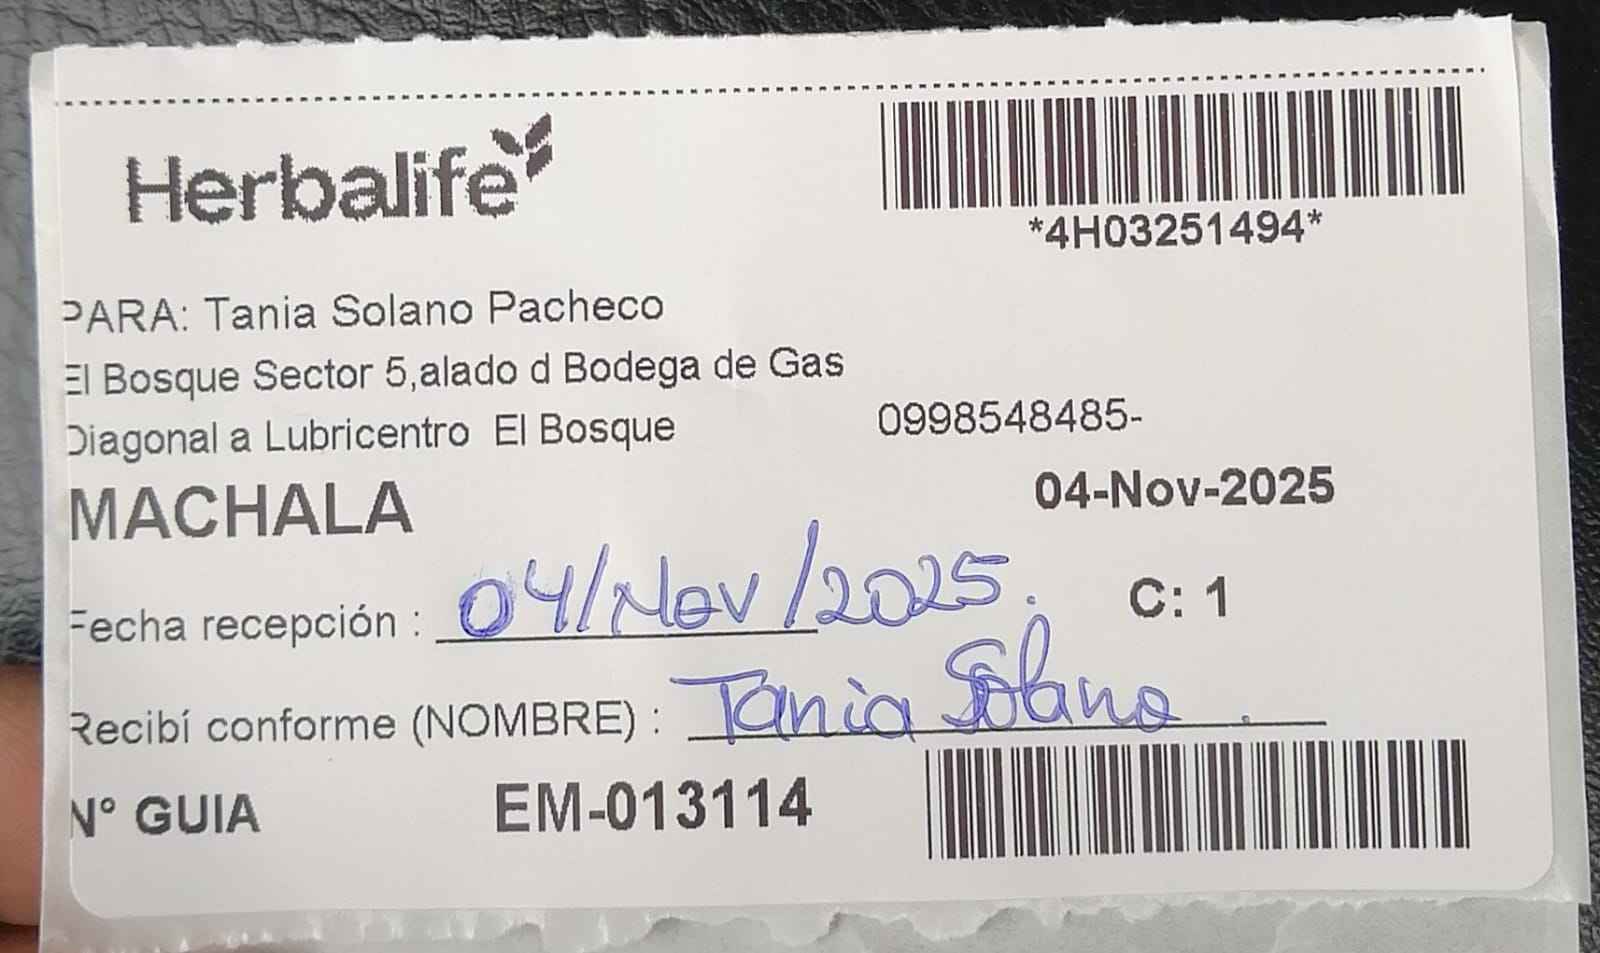 Herbalife
*4H03251494*
PARA: Tania Solano Pacheco
El Bosque Sector 5,alado d Bodega de Gas
Diagonal a Lubricentro El Bosque 0998548485-
MACHALA 04-Nov-2025
Fecha recepción : 04/Nov/2025. C: 1
Recibí conforme (NOMBRE) : Tania Solano.
Nº GUIA EM-013114